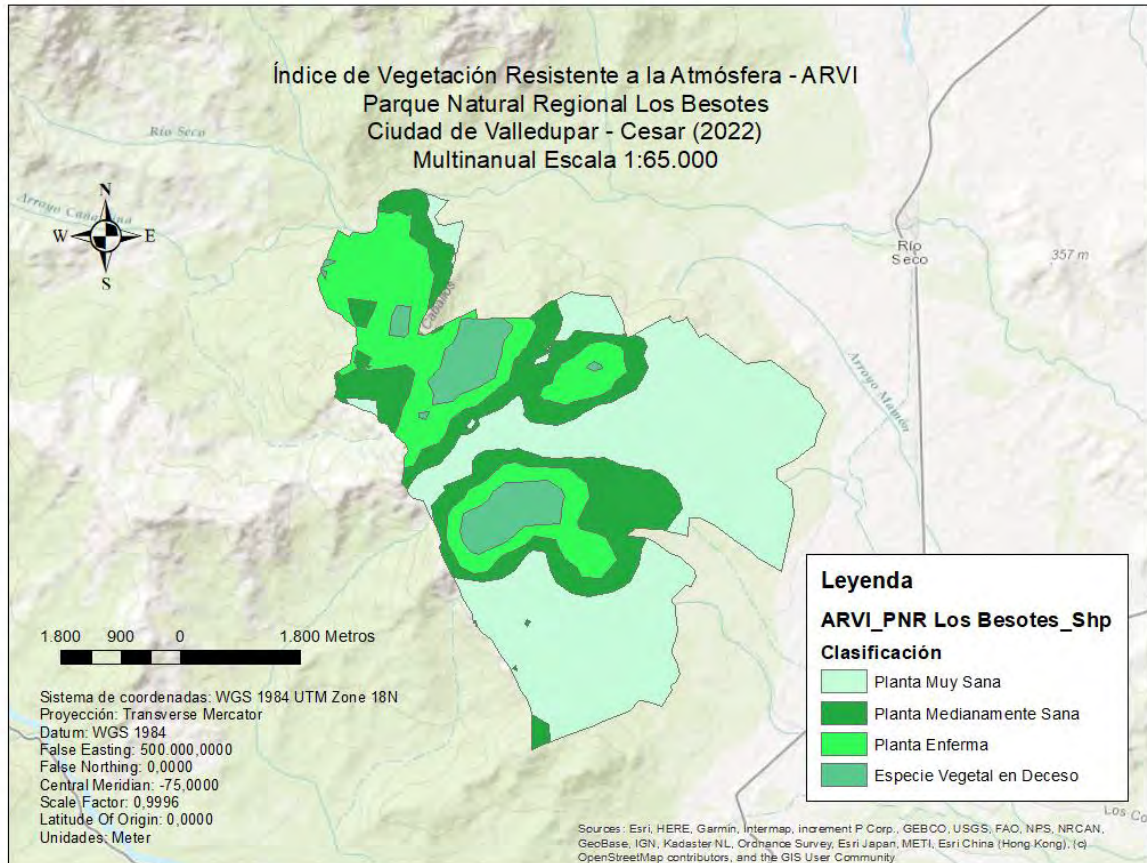 Índice de Vegetación Resistente a la Atmósfera - ARVI
Parque Natural Regional Los Besotes
Ciudad de Valledupar - Cesar (2022)
Multinanual Escala 1:65.000
Río Seco
Arroyo
N
W
E
S
Río
Seco
357 m
Caballos
Arroyo Mamón
Leyenda
ARVI_PNR Los Besotes_Shp
Clasificación
Planta Muy Sana
Planta Medianamente Sana
Planta Enferma
Especie Vegetal en Deceso
1.800 900 0 1.800 Metros
Sistema de coordenadas: WGS 1984 UTM Zone 18N
Proyección: Transverse Mercator
Datum: WGS 1984
False Easting: 500.000,0000
False Northing: 0,0000
Central Meridian: -75,0000
Scale Factor: 0,9996
Latitude Of Origin: 0,0000
Unidades: Meter
Los
Sources: Esri, HERE, Garmin, Intermap, increment P Corp., GEBCO, USGS, FAO, NPS, NRCAN,
GeoBase, IGN, Kadaster NL, Ordnance Survey, Esri Japan, METI, Esri China (Hong Kong), (c)
OpenStreetMap contributors, and the GIS User Community